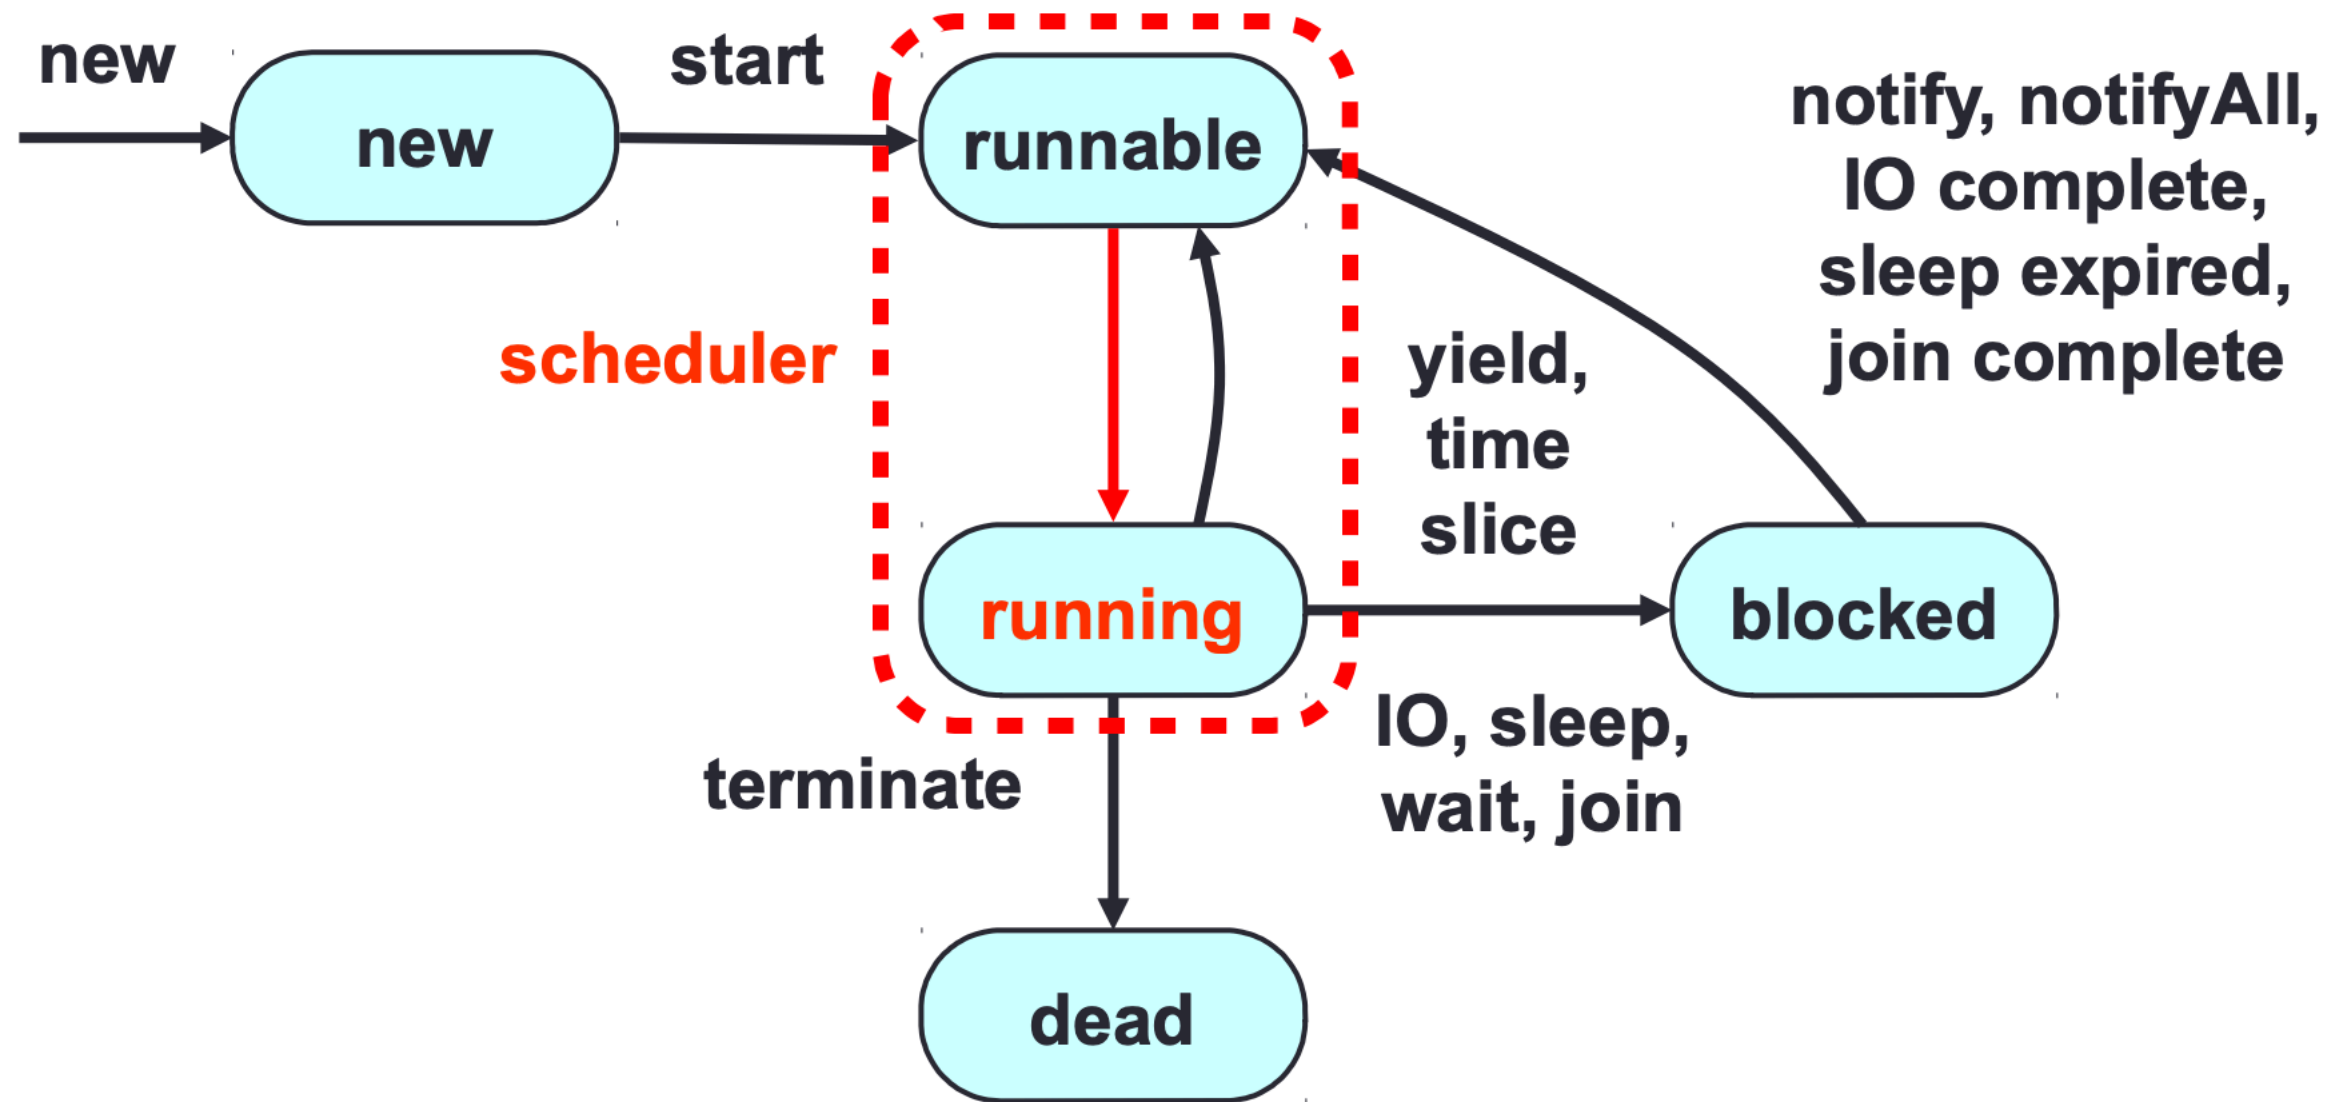 new
new
start
runnable
notify, notifyAll,
IO complete,
sleep expired,
join complete
scheduler
yield,
time
slice
running
blocked
IO, sleep,
wait, join
terminate
dead